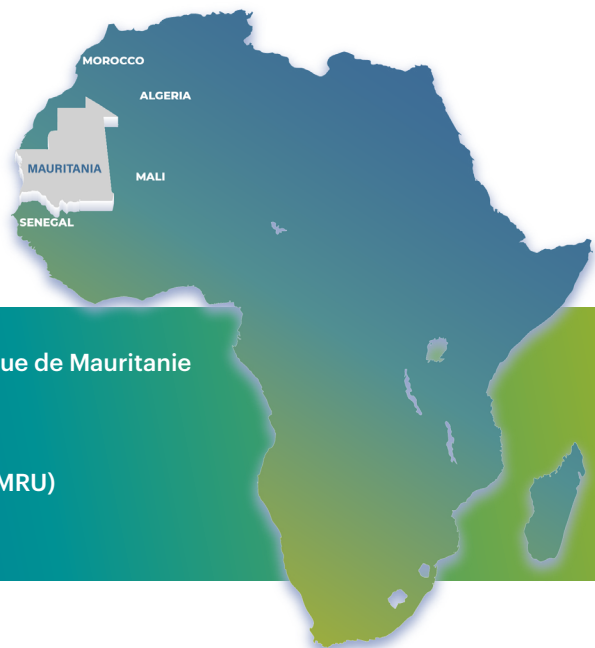 MOROCCO
ALGERIA
MAURITANIA
MALI
SENEGAL
ue de Mauritanie
MRU)